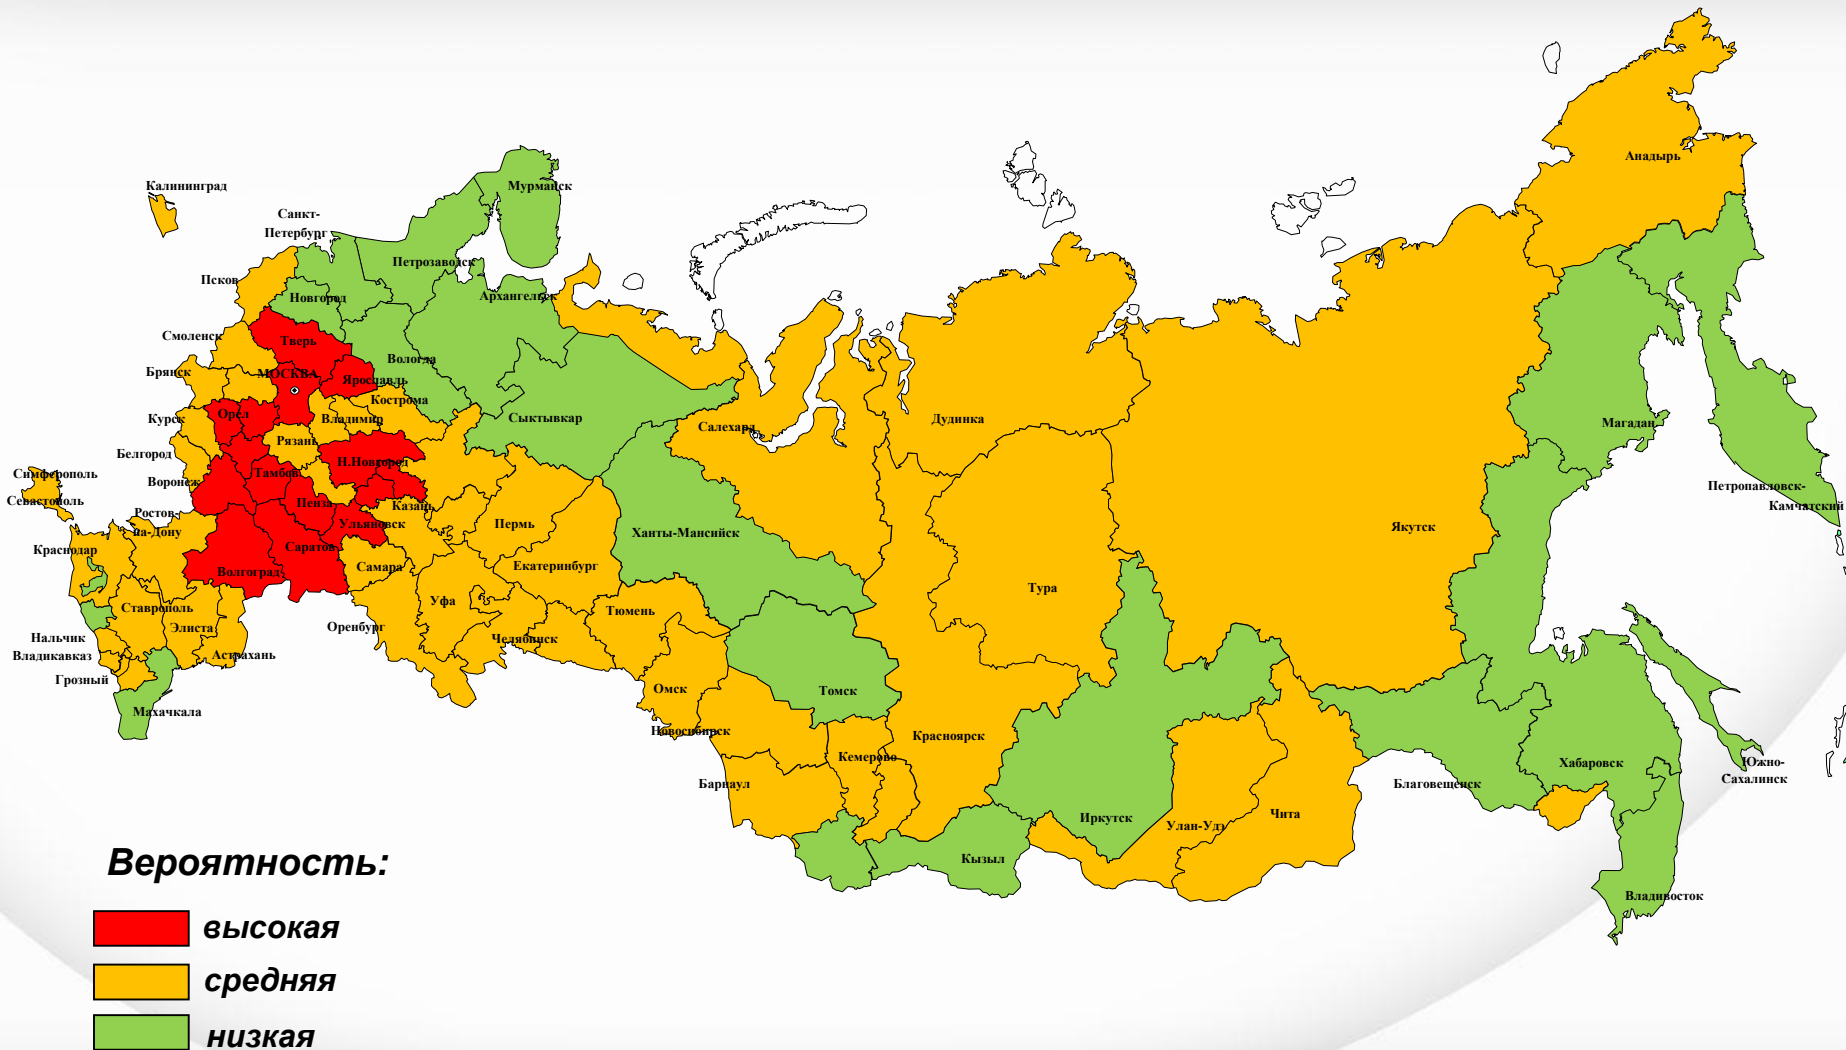 Калининград
Санкт-
Петербург
Мурманск
Петрозаводск
Псков
Новгород
Архангельск
Смоленск
Тверь
Вологда
Брянск
МОСКВА
Ярославль
Кострома
Курск
Орёл
Владимир
Сыктывкар
Рязань
Белгород
Н.Новгород
Симферополь
Тамбов
Воронеж
Севастополь
Пенза
Казань
Ростов-
на-Дону
Ульяновск
Пермь
Краснодар
Саратов
Волгоград
Самара
Екатеринбург
Ставрополь
Уфа
Тюмень
Элиста
Оренбург
Челябинск
Нальчик
Владикавказ
Астрахань
Грозный
Махачкала
Салехард
Дудинка
Ханты-Мансийск
Тура
Якутск
Анадырь
Магадан
Петропавловск-
Камчатский
Омск
Томск
Новосибирск
Красноярск
Кемерово
Барнаул
Иркутск
Улан-Удэ
Чита
Кызыл
Благовещенск
Хабаровск
Южно-
Сахалинск
Владивосток
Вероятность:
высокая
средняя
низкая